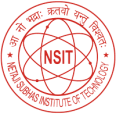 आ नो भद्राः क्रतवो यन्तु विश्वतः
NSIT
NETAJI SUBHAS INSTITUTE OF TECHNOLOGY